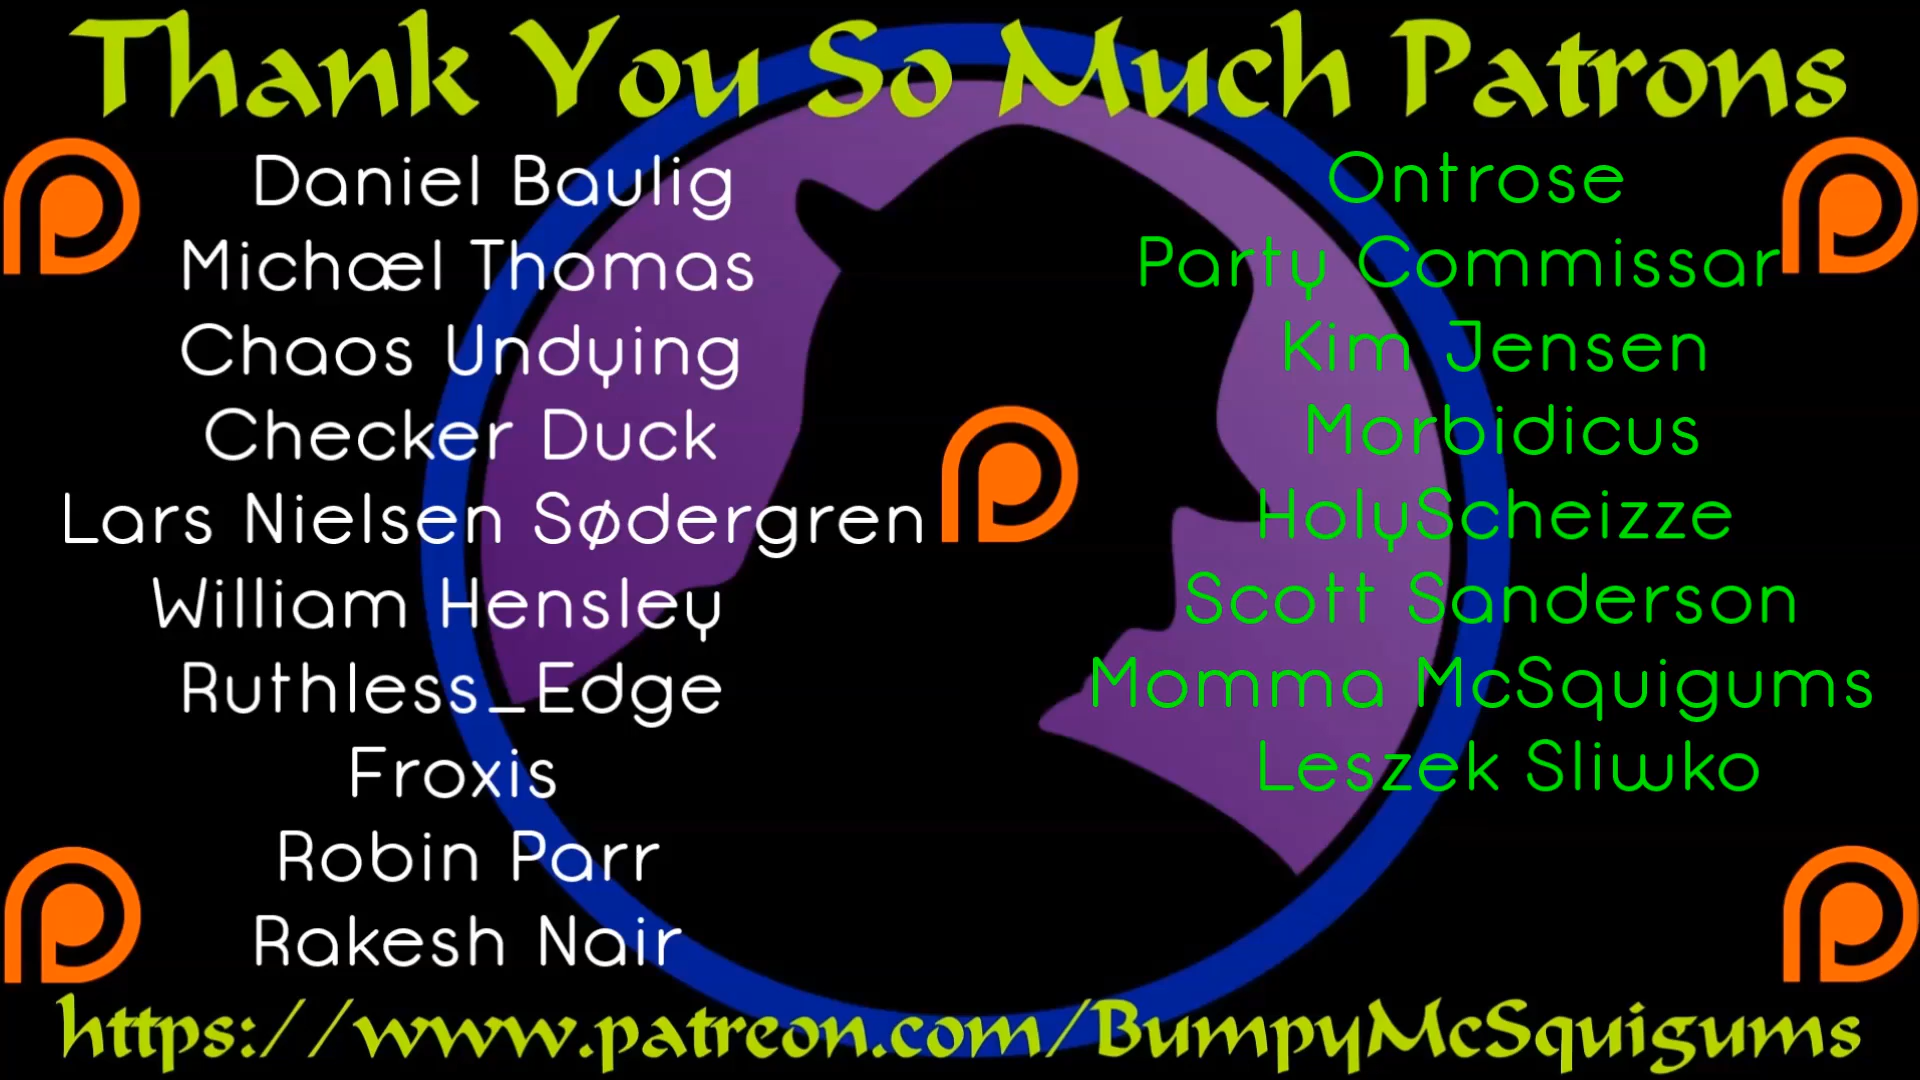 Thank You So Much Patrons
Daniel Baulig
Michæl Thomas
Chaos Undying
Checker Duck
Lars Nielsen Sødergren
William Hensley
Ruthless_Edge
Froxis
Robin Parr
Rakesh Nair
Ontrose
Party Commissar
Kim Jensen
Morbidicus
HolyScheizze
Scott Sanderson
Momma McSquigums
Leszek Sliwko
https://www.patreon.com/BumpyMcSquigums